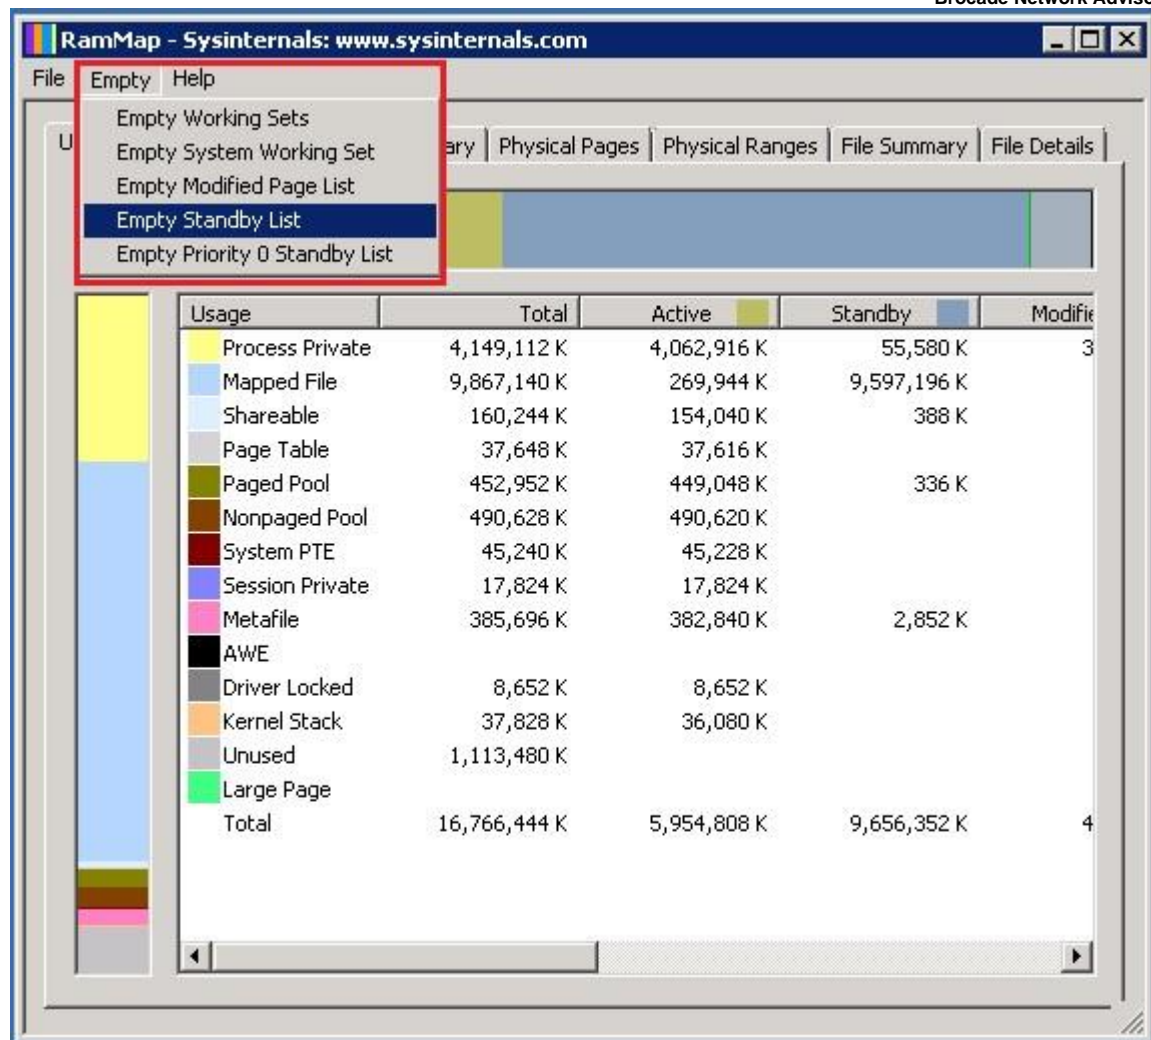 RamMap - Sysinternals: www.sysinternals.com
File Empty Help
Empty Working Sets
Empty System Working Set
Empty Modified Page List
Empty Standby List
Empty Priority 0 Standby List
Physical Pages Physical Ranges File Summary File Details
Usage Total Active Standby
Process Private 4,149,112 K 4,062,916 K 55,580 K 3
Mapped File 9,867,140 K 269,944 K 9,597,196 K
Shareable 160,244 K 154,040 K 388 K
Page Table 37,648 K 37,616 K
Paged Pool 452,952 K 449,048 K 336 K
Nonpaged Pool 490,628 K 490,620 K
System PTE 45,240 K 45,228 K
Session Private 17,824 K 17,824 K
Metafile 385,696 K 382,840 K 2,852 K
AWE
Driver Locked 8,652 K 8,652 K
Kernel Stack 37,828 K 36,080 K
Unused 1,113,480 K
Large Page
Total 16,766,444 K 5,954,808 K 9,656,352 K 4